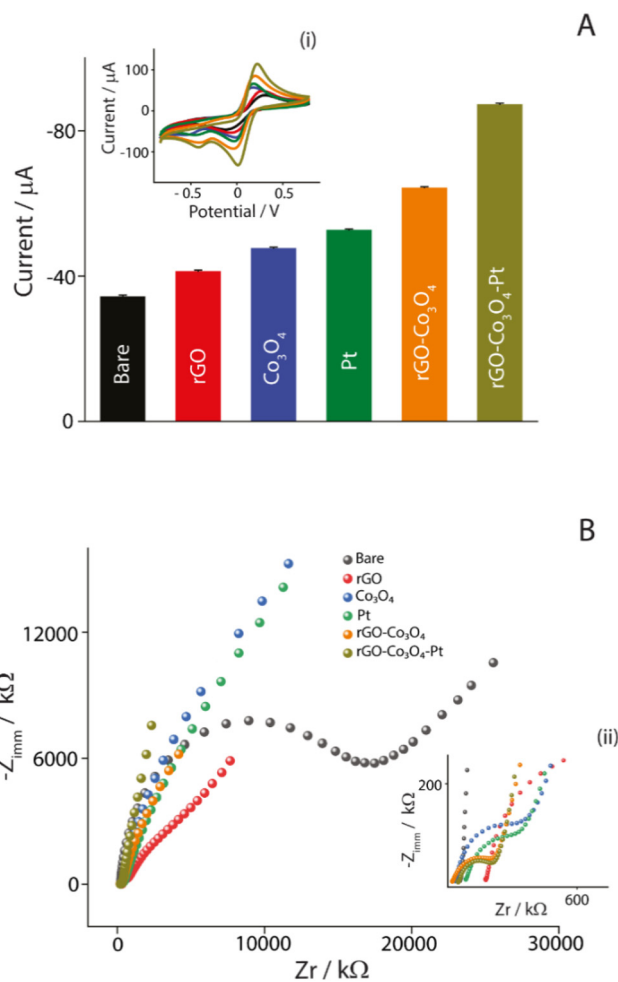 A
(i)
Current / μA
100
0
-100
- 0.5
0
0.5
Potential / V
Current / μA
-80
-40
0
Bare
rGO
Co₃O₄
Pt
rGO-Co₃O₄
rGO-Co₃O₄-Pt
B
Bare
rGO
Co₃O₄
Pt
rGO-Co₃O₄
rGO-Co₃O₄-Pt
-Zimm / kΩ
12000
6000
0
0
10000
20000
30000
Zr / kΩ
(ii)
-Zimm / kΩ
200
600
Zr / kΩ